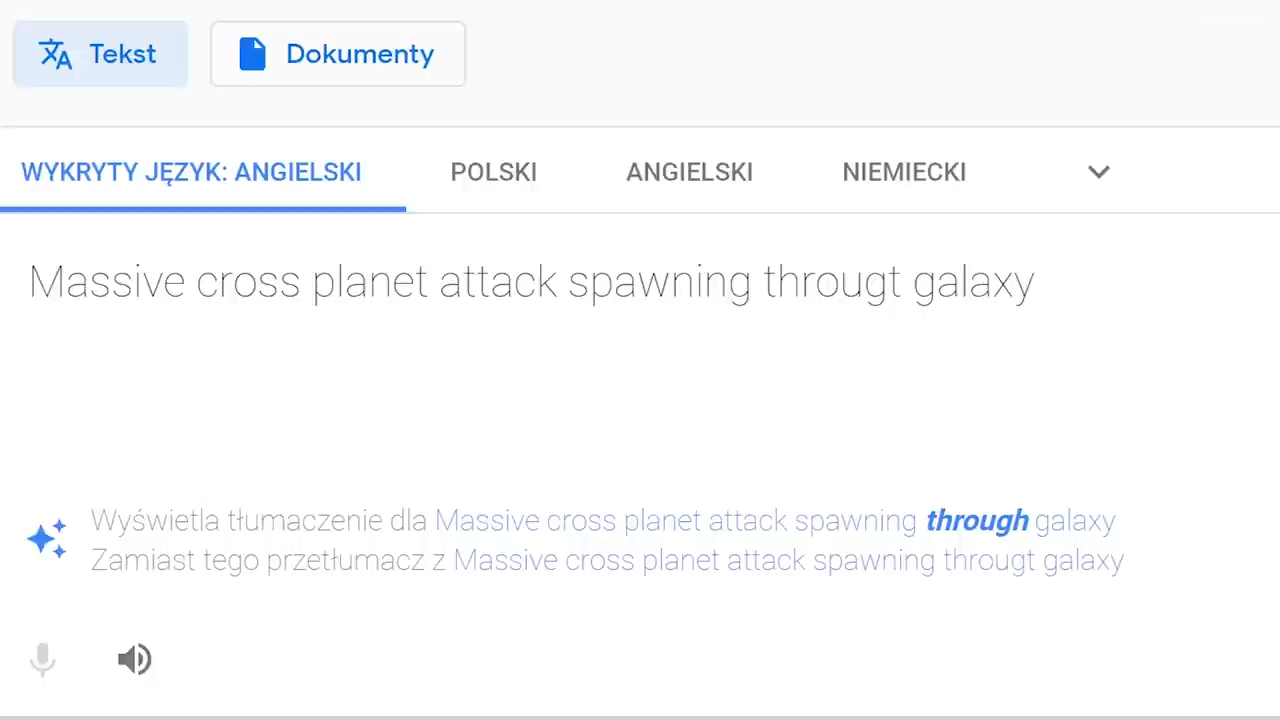 Tekst Dokumenty
WYKRYTY JĘZYK: ANGIELSKI POLSKI ANGIELSKI NIEMIECKI
Massive cross planet attack spawning througt galaxy
Wyświetla tłumaczenie dla Massive cross planet attack spawning through galaxy
Zamiast tego przetłumacz z Massive cross planet attack spawning througt galaxy